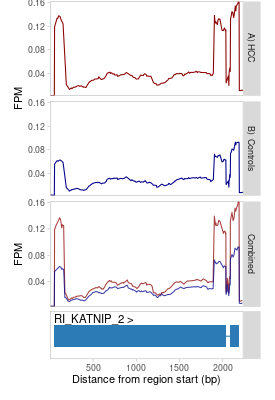 0.16
0.12
0.08
0.04
FPM
A) HCC
0.16
0.12
0.08
0.04
B) Controls
0.16
0.12
0.08
0.04
FPM
Combined
RI_KATNIP_2 >
500 1000 1500 2000
Distance from region start (bp)